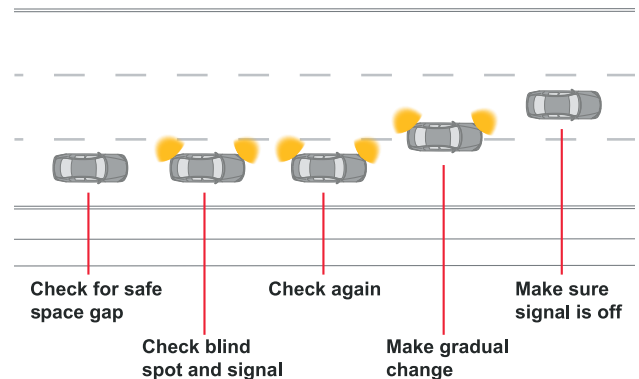 Check for safe
space gap
Check blind
spot and signal
Check again
Make gradual
change
Make sure
signal is off